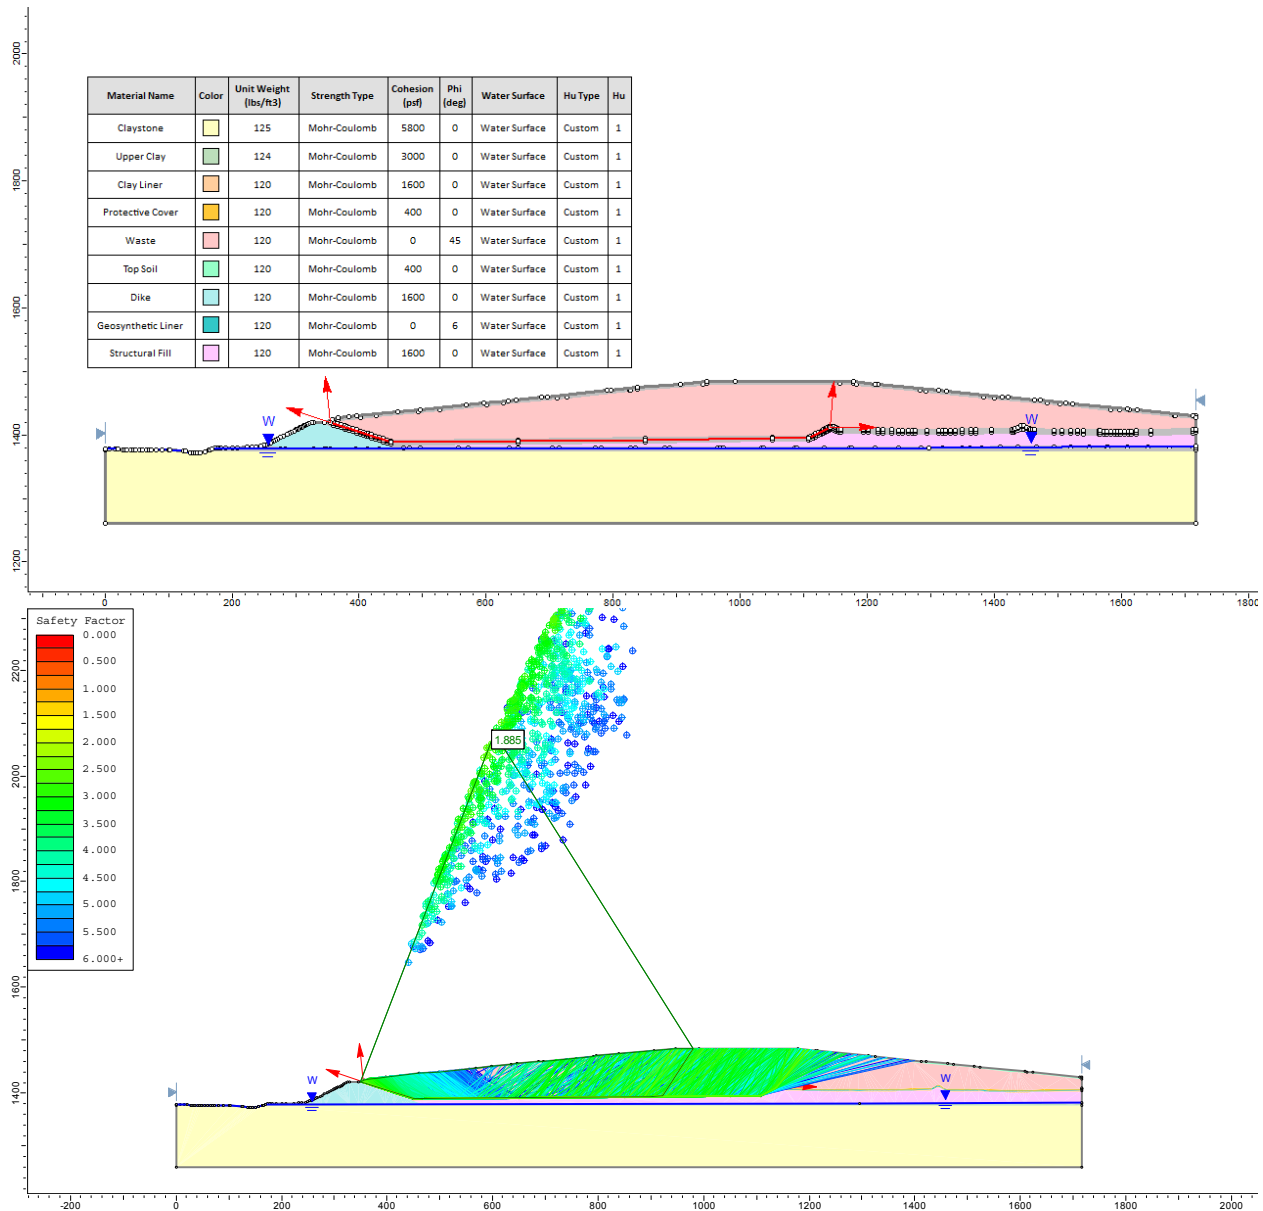 2000
1800
1600
1400
1200
Material Name Color Unit Weight (lbs/ft3) Strength Type Cohesion (psf) Phi (deg) Water Surface Hu Type Hu
Claystone 125 Mohr-Coulomb 5800 0 Water Surface Custom 1
Upper Clay 124 Mohr-Coulomb 3000 0 Water Surface Custom 1
Clay Liner 120 Mohr-Coulomb 1600 0 Water Surface Custom 1
Protective Cover 120 Mohr-Coulomb 400 0 Water Surface Custom 1
Waste 120 Mohr-Coulomb 0 45 Water Surface Custom 1
Top Soil 120 Mohr-Coulomb 400 0 Water Surface Custom 1
Dike 120 Mohr-Coulomb 1600 0 Water Surface Custom 1
Geosynthetic Liner 120 Mohr-Coulomb 0 6 Water Surface Custom 1
Structural Fill 120 Mohr-Coulomb 1600 0 Water Surface Custom 1
W
W
0 200 400 600 800 1000 1200 1400 1600 1800
Safety Factor
0.000
0.500
1.000
1.500
2.000
2.500
3.000
3.500
4.000
4.500
5.000
5.500
6.000+
2200
2000
1800
1600
1400
1200
1.885
W
W
-200 0 200 400 600 800 1000 1200 1400 1600 1800 2000